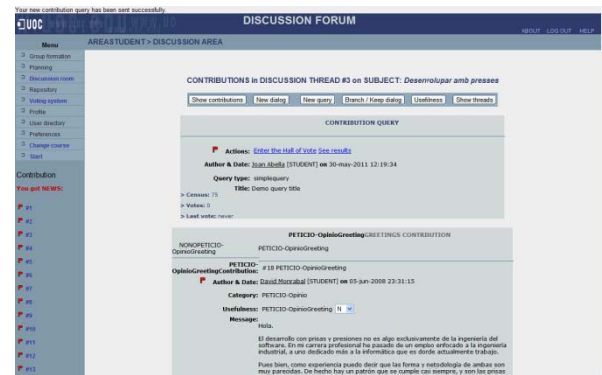 Your new contribution query has been sent successfully.
UOC
DISCUSSION FORUM
ABOUT LOG OUT HELP
Menu
AREASTUDENT > DISCUSSION AREA
Group formation
Planning
Discussion room
Repository
Voting system
Profile
User directory
Preferences
Change course
Start
Contribution
You got NEWS:
#1
#2
#3
#4
#5
#6
#7
#8
#9
#10
#11
#12
#13
CONTRIBUTIONS in DISCUSSION THREAD #3 on SUBJECT: Desenrolupar amb presses
Show contributions New dialog New query Branch / Keep dialog Usefulness Show threads
CONTRIBUTION QUERY
Actions: Enter the Hall of Vote See results
Author & Date: Joan Abella [STUDENT] on 30-may-2011 12:19:34
Query type: simplequery
Title: Demo query title
> Census: 75
> Votes: 0
> Last vote: never
PETICIO-OpinioGreetingGREETINGS CONTRIBUTION
NONOPETICIO-OpinioGreeting
PETICIO-OpinioGreeting
PETICIO-OpinioGreetingContribution: #18 PETICIO-OpinioGreeting
Author & Date: David Monrabal [STUDENT] on 05-jun-2008 23:31:15
Category: PETICIO-Opinio
Usefulness: PETICIO-OpinioGreeting N
Message:
Hola.
El desarrollo con prisas y presiones no es algo exclusivamente de la ingeniería del
software. En mi carrera profesional he pasado de un empleo enfocado a la ingeniería
industrial, a uno dedicado más a la informática que es donde actualmente trabajo.
Pues bien, como experiencia puedo decir que las forma y metodología de ambas son
muy parecidas. De hecho hay un patrón que se cumple casi siempre, y son las prisas